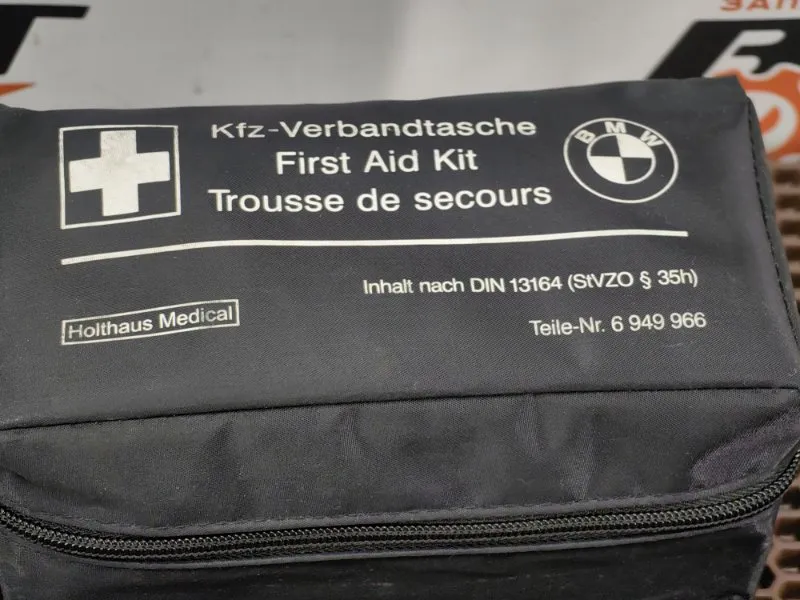 ЗАП
Kfz-Verbandtasche
First Aid Kit
Trousse de secours
BMW
Inhalt nach DIN 13164 (StVZO § 35h)
Holthaus Medical
Teile-Nr. 6 949 966